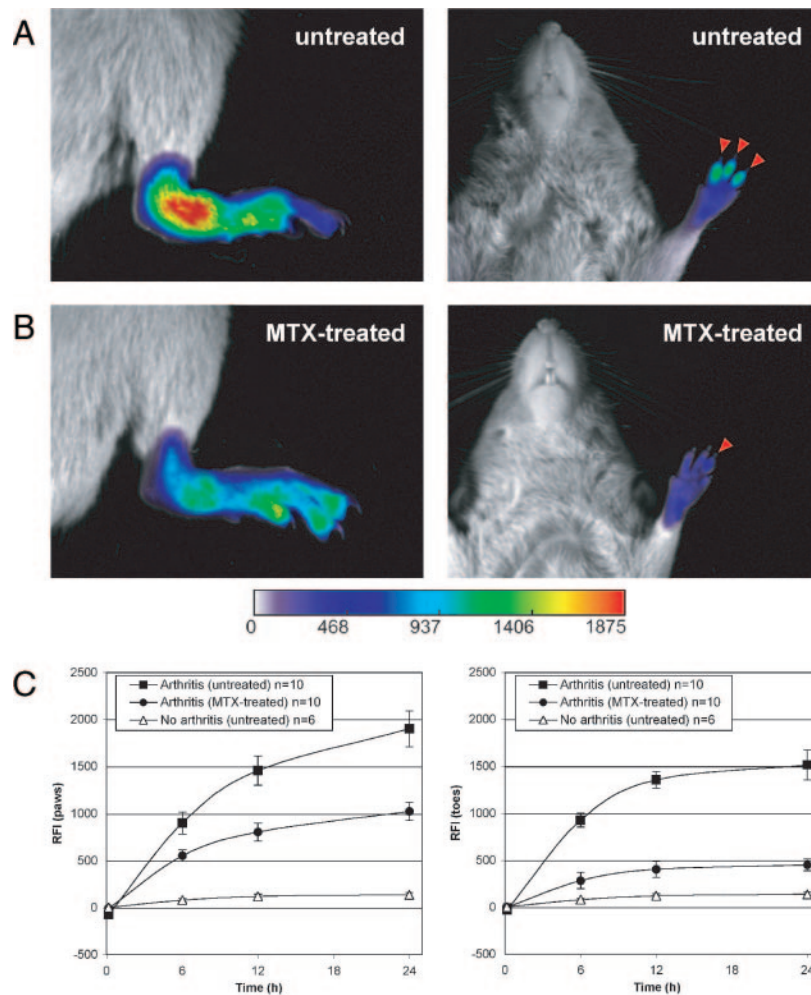 A
untreated
untreated
B
MTX-treated
MTX-treated
0 468 937 1406 1875
C
2500
2000
1500
1000
500
0
-500
RFI (paws)
Arthritis (untreated) n=10
Arthritis (MTX-treated) n=10
No arthritis (untreated) n=6
0 6 12 18 24
Time (h)
2500
2000
1500
1000
500
0
-500
RFI (toes)
Arthritis (untreated) n=10
Arthritis (MTX-treated) n=10
No arthritis (untreated) n=6
0 6 12 18 24
Time (h)